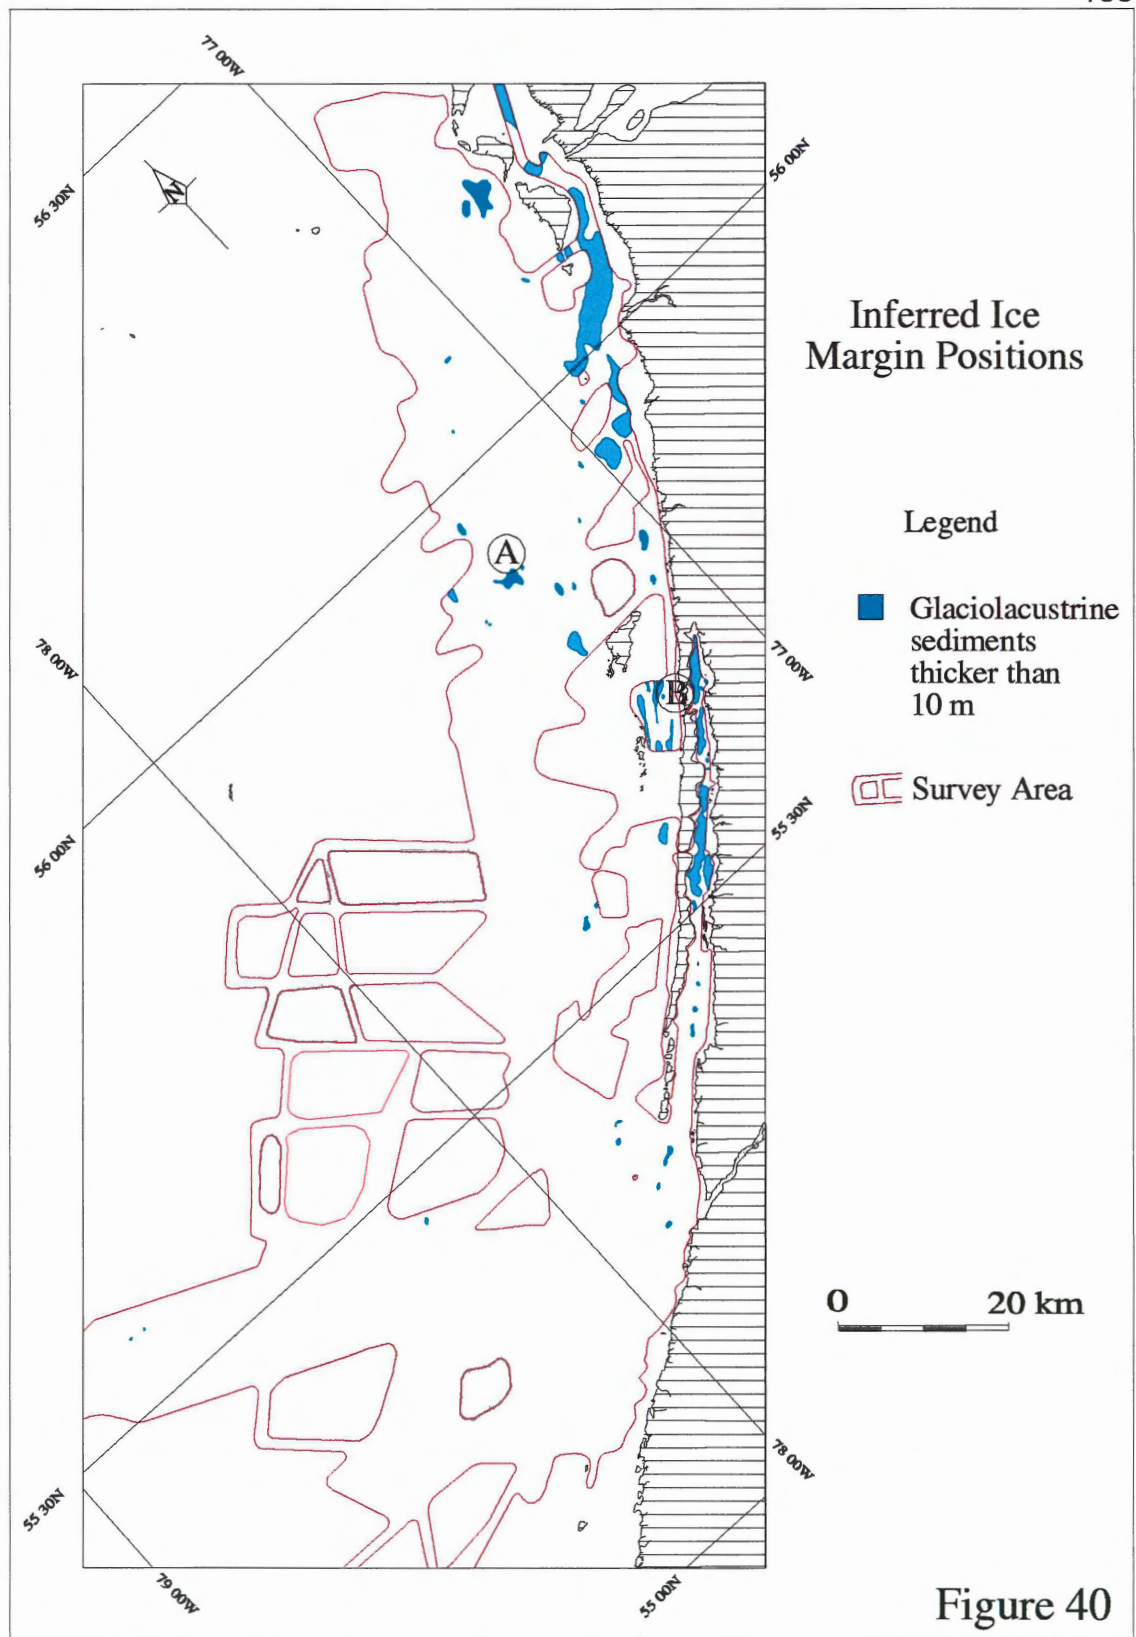 77 00W
56 30N
N
56 00N
Inferred Ice
Margin Positions
Legend
A
Glaciolacustrine
sediments
thicker than
10 m
78 00W
77 00W
B
Survey Area
55 30N
56 00N
0 20 km
78 00W
55 30N
79 00W
55 00N
Figure 40